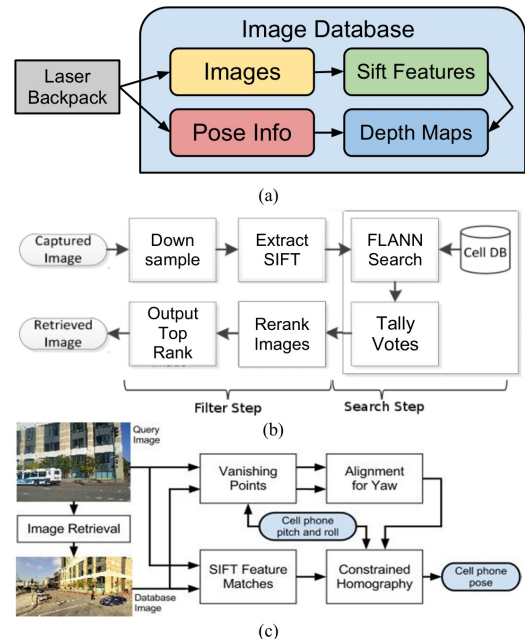 Image Database
Laser
Backpack
Images
Sift Features
Pose Info
Depth Maps
(a)
Captured
Image
Down
sample
Extract
SIFT
FLANN
Search
Cell DB
Retrieved
Image
Output
Top
Rank
Rerank
Images
Tally
Votes
Filter Step
Search Step
(b)
Query
Image
Vanishing
Points
Alignment
for Yaw
Image Retrieval
Cell phone
pitch and roll
SIFT Feature
Matches
Constrained
Homography
Cell phone
pose
Database
Image
(c)